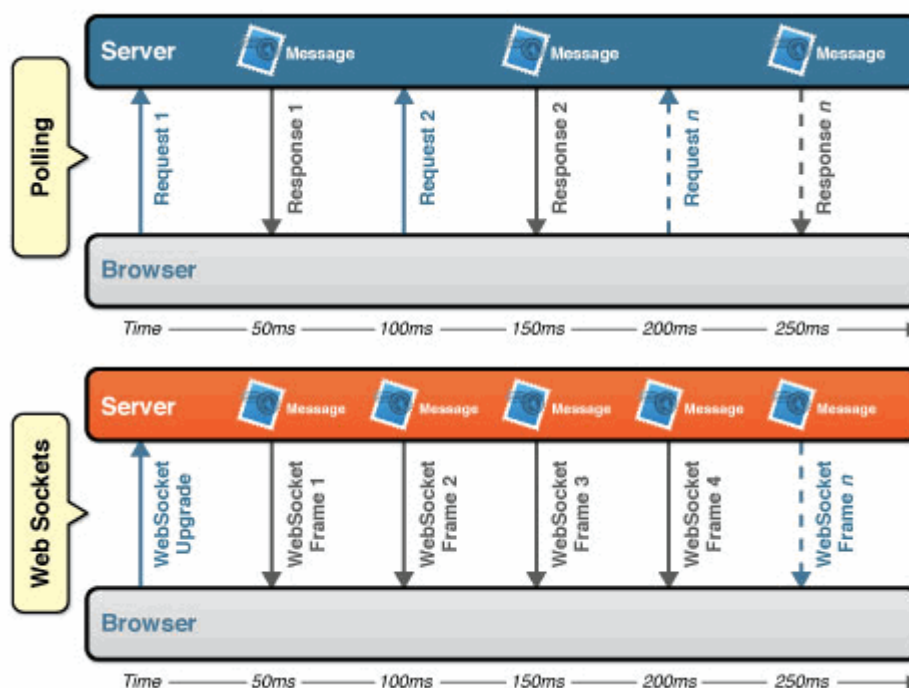 Polling
Server
Message
Message
Message
Request 1
Response 1
Request 2
Response 2
Request n
Response n
Browser
Time 50ms 100ms 150ms 200ms 250ms
Web Sockets
Server
Message
Message
Message
Message
Message
WebSocket
Upgrade
WebSocket
Frame 1
WebSocket
Frame 2
WebSocket
Frame 3
WebSocket
Frame 4
WebSocket
Frame n
Browser
Time 50ms 100ms 150ms 200ms 250ms